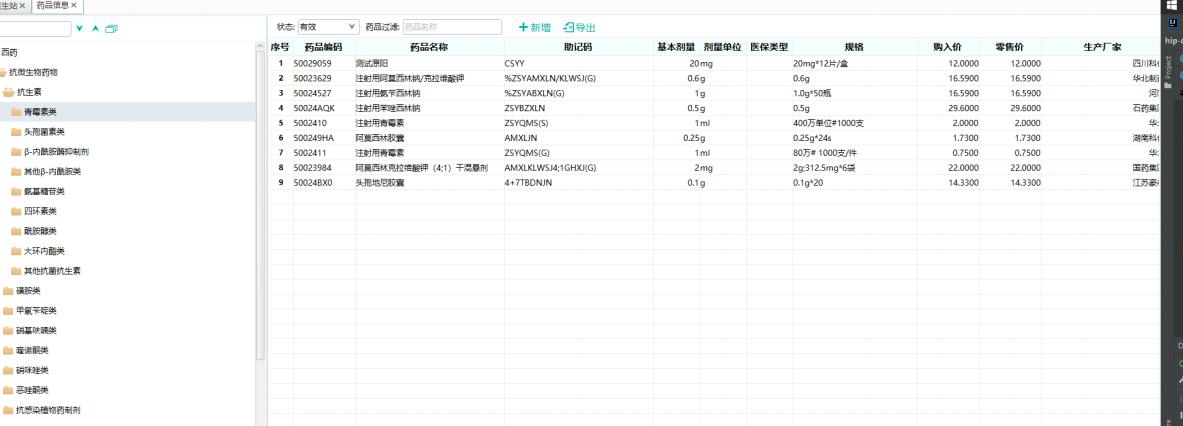 生站 × 药品信息 ×
状态: 有效 药品过滤: 药品名称 新增 导出
序号 药品编码 药品名称 助记码 基本剂量 剂量单位 医保类型 规格 购入价 零售价 生产厂家
1 50029059 测试原阳 CSYY 20 mg 20mg*12片/盒 12.0000 12.0000 四川科
2 50023629 注射用阿莫西林钠/克拉维酸钾 %ZSYAMXLN/KLWSJ(G) 0.6 g 0.6g 16.5900 16.5900 华北制
3 50024527 注射用氨苄西林钠 %ZSYABXLN(G) 1 g 1.0g*50瓶 16.5900 16.5900
4 50024AQK 注射用苯唑西林钠 ZSYBZXLN 0.5 g 0.5g 29.6000 29.6000 石药集
5 5002410 注射用青霉素 ZSYQMS(S) 1 ml 400万单位#1000支 2.0000 2.0000 华
6 500249HA 阿莫西林胶囊 AMXLJN 0.25 g 0.25g*24s 1.7300 1.7300 湖南科
7 5002411 注射用青霉素 ZSYQMS(G) 1 ml 80万# 1000支/件 0.7500 0.7500 华
8 50023984 阿莫西林克拉维酸钾（4;1）干混悬剂 AMXLKLWSJ4;1GHXJ(G) 2 mg 2g;312.5mg*6袋 22.0000 22.0000 国药集
9 50024BX0 头孢地尼胶囊 4+7TBDNJN 0.1 g 0.1g*20 14.3300 14.3300 江苏豪
西药
抗微生物药物
抗生素
青霉素类
头孢菌素类
β-内酰胺酶抑制剂
其他β-内酰胺类
氨基糖苷类
四环素类
酰胺醇类
大环内酯类
其他抗菌抗生素
磺胺类
甲氧苄啶类
硝基呋喃类
喹诺酮类
硝咪唑类
恶唑酮类
抗感染植物药制剂
hip-
Project